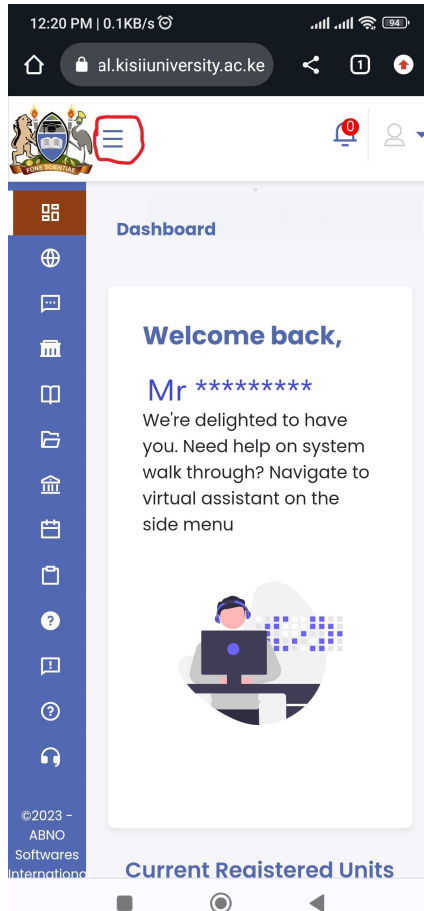 12:20 PM | 0.1KB/s
94
al.kisiiuniversity.ac.ke
1
FONS SCIENTIAE
0
Dashboard
Welcome back,
Mr *********
We're delighted to have
you. Need help on system
walk through? Navigate to
virtual assistant on the
side menu
©2023 -
ABNO
Softwares
Internationa
Current Registered Units